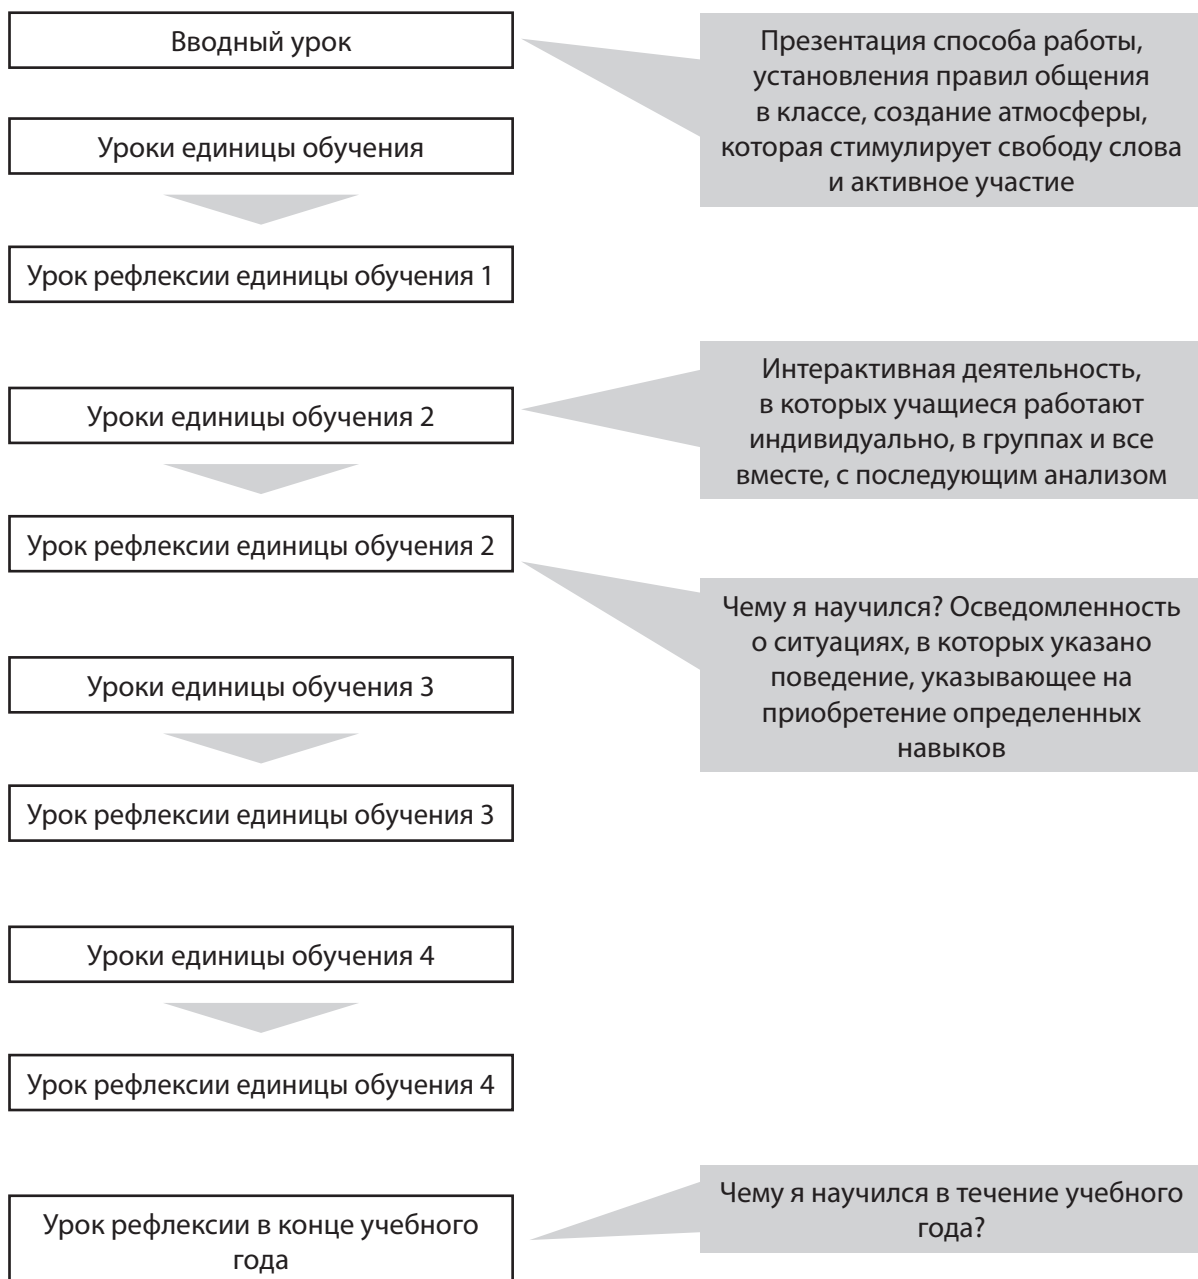 Вводный урок
Презентация способа работы,
установления правил общения
в классе, создание атмосферы,
которая стимулирует свободу слова
и активное участие
Уроки единицы обучения
Урок рефлексии единицы обучения 1
Уроки единицы обучения 2
Интерактивная деятельность,
в которых учащиеся работают
индивидуально, в группах и все
вместе, с последующим анализом
Урок рефлексии единицы обучения 2
Чему я научился? Осведомленность
о ситуациях, в которых указано
поведение, указывающее на
приобретение определенных
навыков
Уроки единицы обучения 3
Урок рефлексии единицы обучения 3
Уроки единицы обучения 4
Урок рефлексии единицы обучения 4
Урок рефлексии в конце учебного
года
Чему я научился в течение учебного
года?